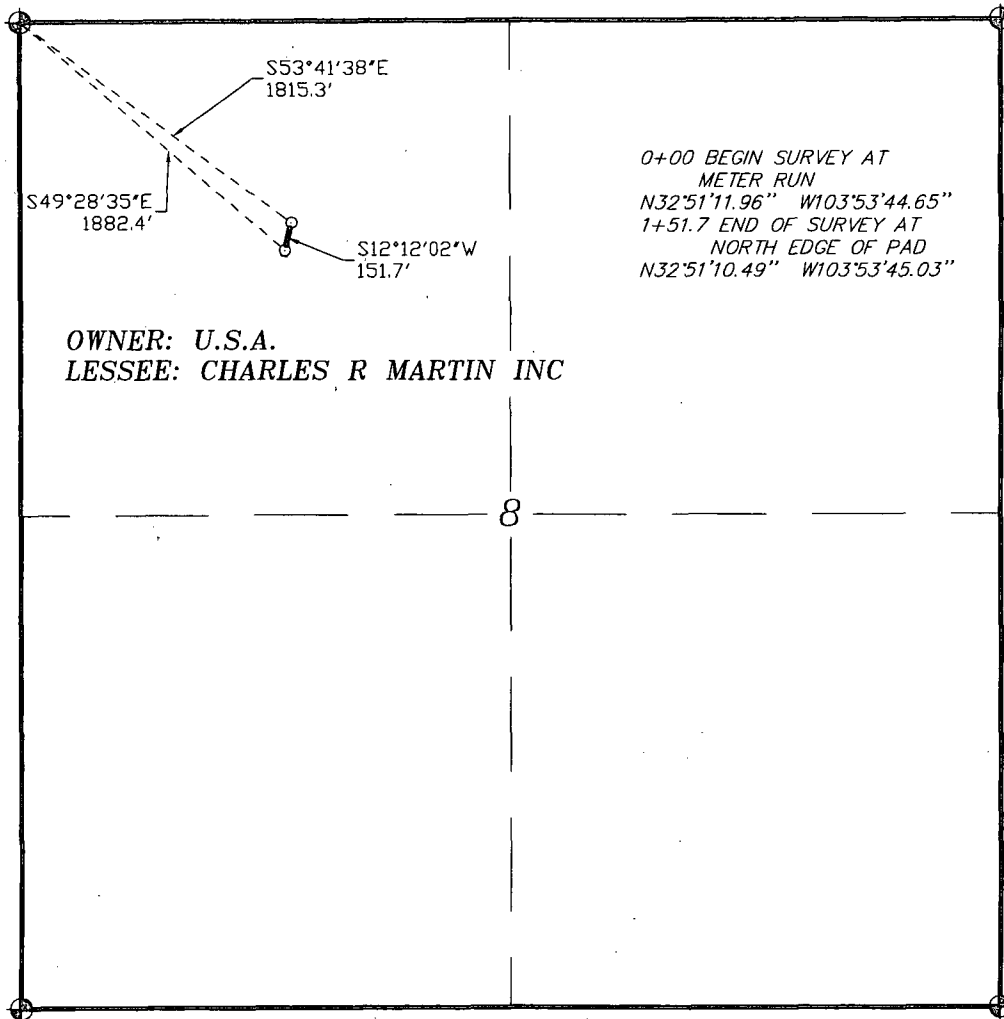 S53°41'38"E
1815.3'
S49°28'35"E
1882.4'
S12°12'02"W
151.7'
0+00 BEGIN SURVEY AT
METER RUN
N32°51'11.96" W103°53'44.65"
1+51.7 END OF SURVEY AT
NORTH EDGE OF PAD
N32°51'10.49" W103°53'45.03"
OWNER: U.S.A.
LESSEE: CHARLES R MARTIN INC
8